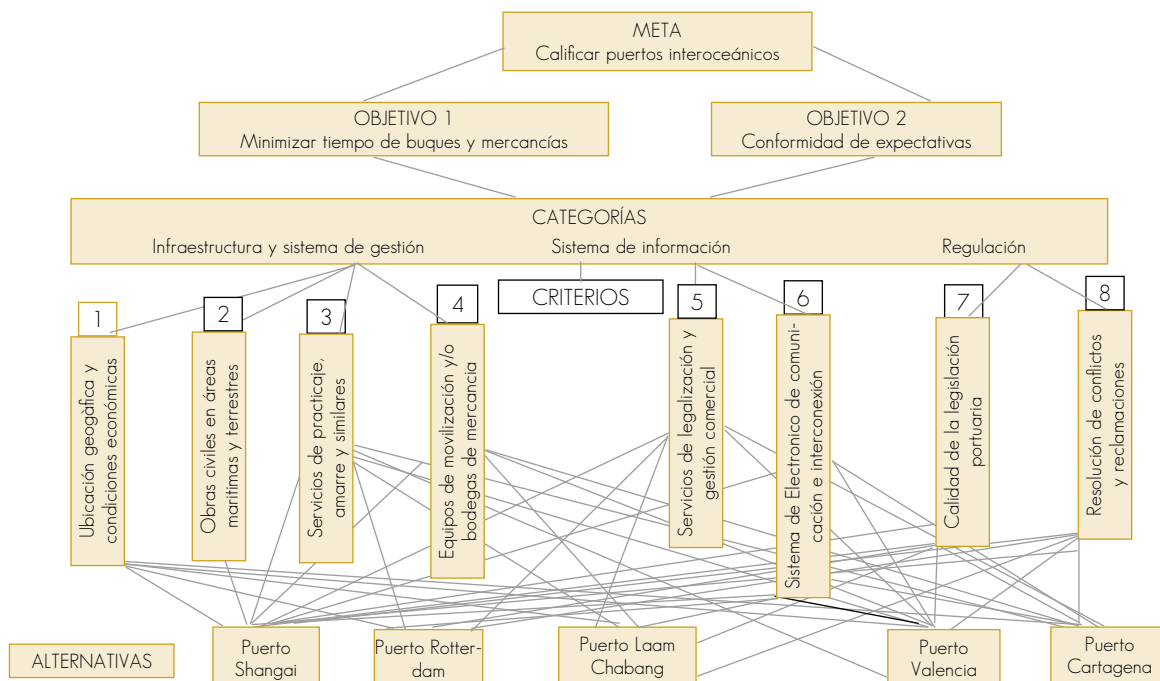 META
Calificar puertos interoceánicos
OBJETIVO 1
Minimizar tiempo de buques y mercancías
OBJETIVO 2
Conformidad de expectativas
CATEGORÍAS
Infraestructura y sistema de gestión
Sistema de información
Regulación
CRITERIOS
1
2
3
4
5
6
7
8
Ubicación geogàfica y
condiciones económicas
Obras civiles en áreas
maritimas y terrestres
Servicios de practicaje,
amarre y similares
Equipos de movilización y/o
bodegas de mercancia
Servicios de legalización y
gestión comercial
Sistema de Electronico de comuni-
cación e interconexión
Calidad de la legislación
portuaria
Resolución de conflictos
y reclamaciones
ALTERNATIVAS
Puerto
Shangai
Puerto Rotter-
dam
Puerto Laam
Chabang
Puerto
Valencia
Puerto
Cartagena